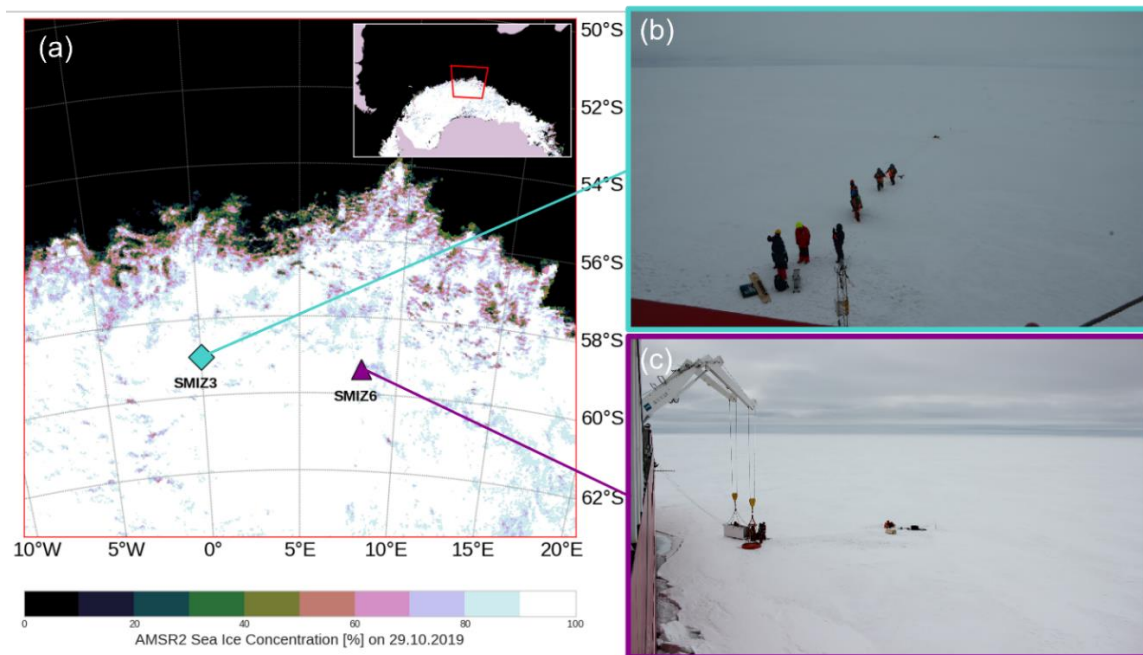 (a)
50°S
52°S
54°S
56°S
58°S
60°S
62°S
SMIZ3
SMIZ6
10°W
5°W
0°
5°E
10°E
15°E
20°E
0
20
40
60
80
100
AMSR2 Sea Ice Concentration [%] on 29.10.2019
(b)
(c)